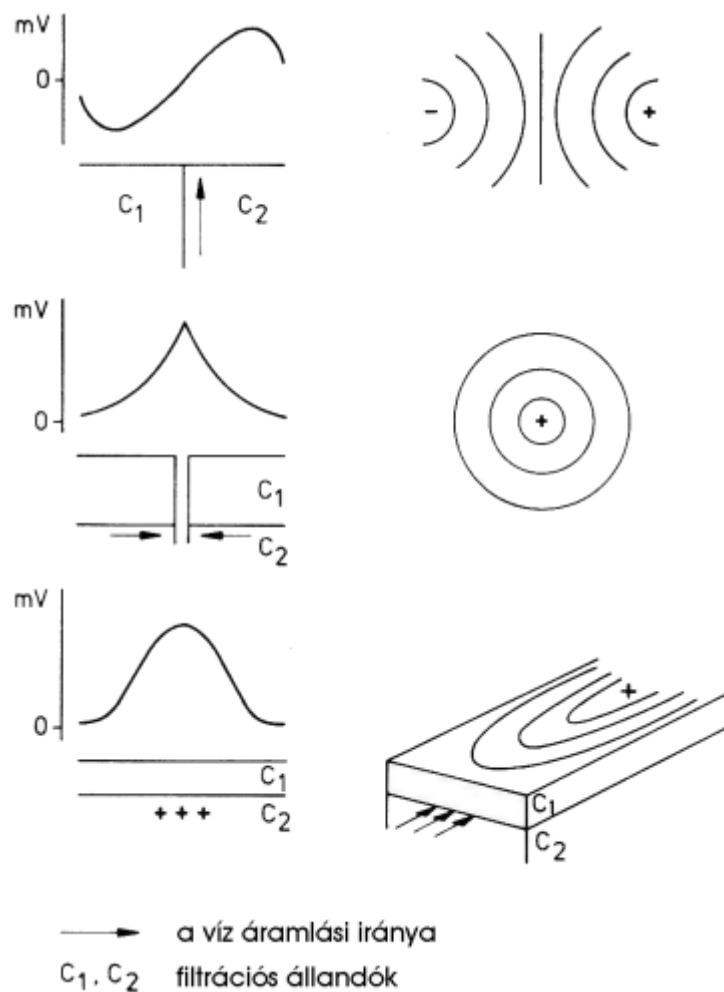 mV
0
- +
C1 C2
mV
0
+
C1
C2
mV
0
+
C1
+ + + C2
C1
C2
a víz áramlási iránya
C1, C2 filtrációs állandók